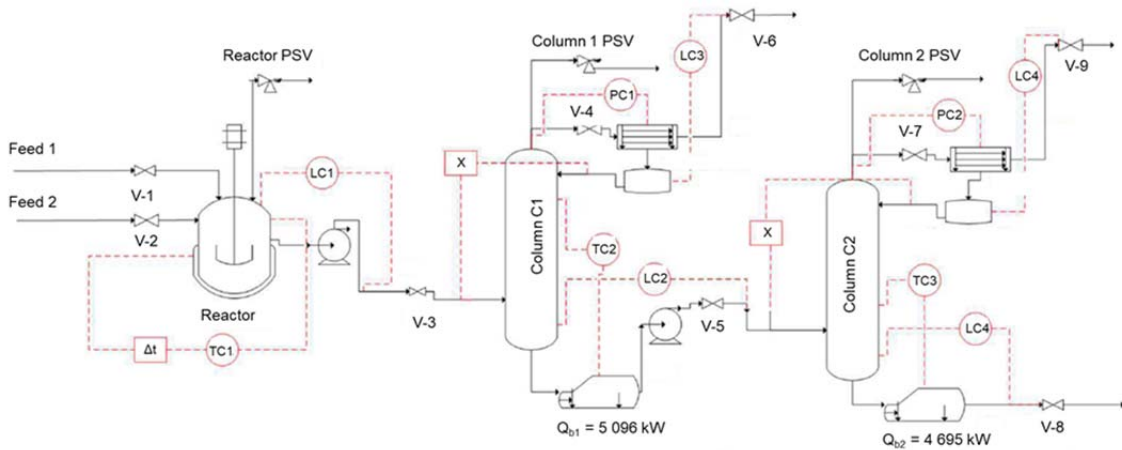 Reactor PSV
Column 1 PSV
Column 2 PSV
V-6
V-9
LC3
LC4
PC1
PC2
V-4
V-7
Feed 1
V-1
Feed 2
V-2
LC1
X
Column C1
TC2
LC2
X
Column C2
TC3
LC4
V-3
V-5
V-8
Reactor
Δt
TC1
Qb1 = 5 096 kW
Qb2 = 4 695 kW